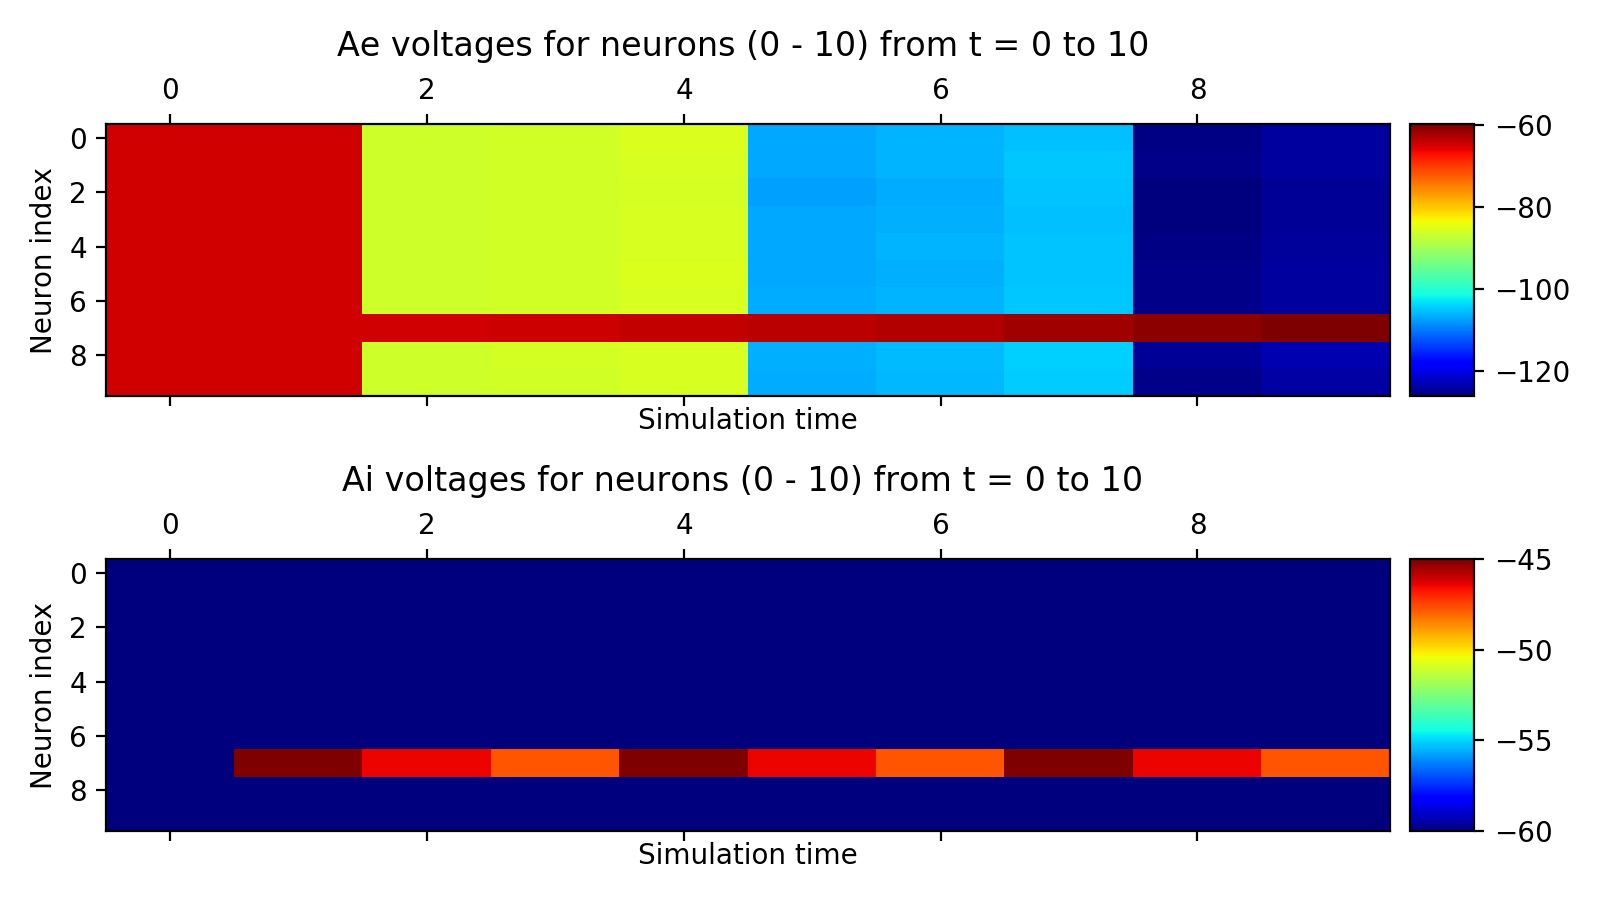 Ae voltages for neurons (0 - 10) from t = 0 to 10
0 2 4 6 8
Neuron index
0
2
4
6
8
−60
−80
−100
−120
Simulation time
Ai voltages for neurons (0 - 10) from t = 0 to 10
0 2 4 6 8
Neuron index
0
2
4
6
8
−45
−50
−55
−60
Simulation time